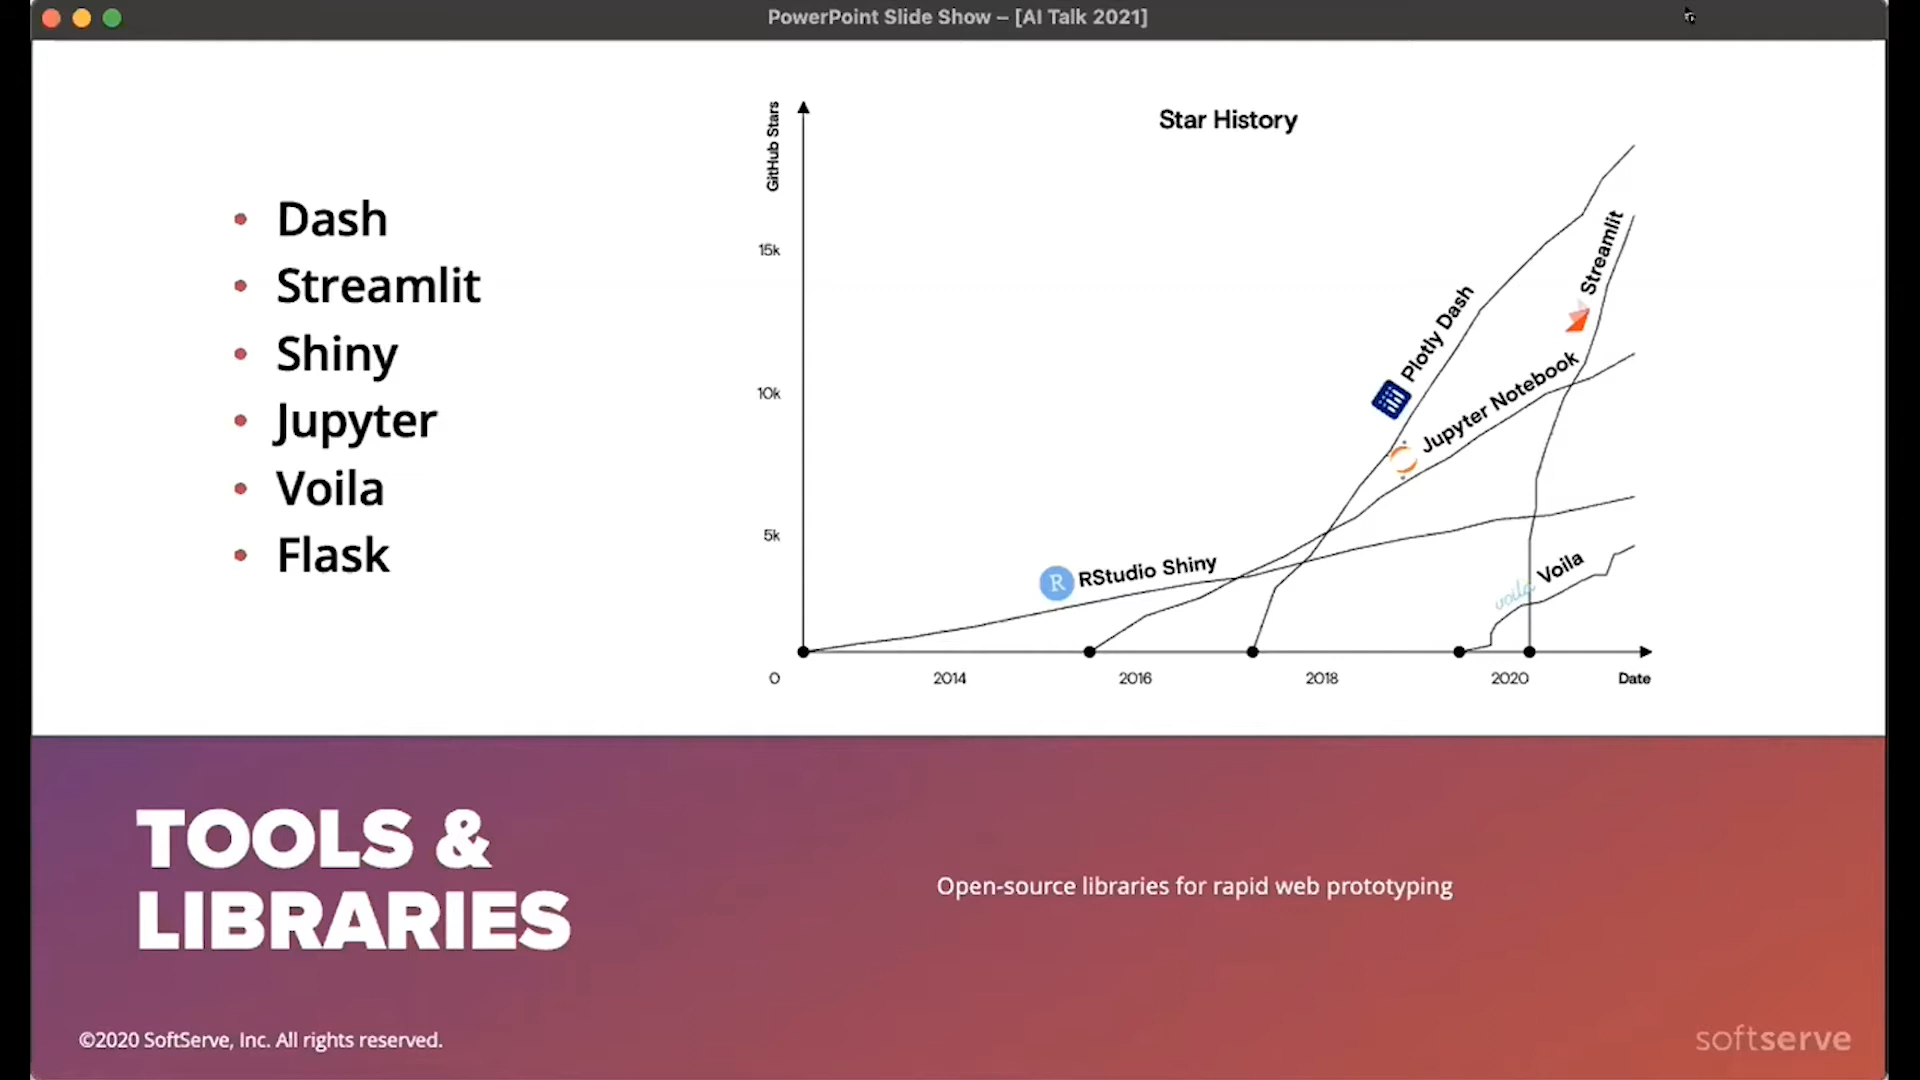 PowerPoint Slide Show – [AI Talk 2021]
Dash
Streamlit
Shiny
Jupyter
Voila
Flask
Star History
GitHub Stars
15k
10k
5k
0
2014
2016
2018
2020
Date
RStudio Shiny
Plotly Dash
Jupyter Notebook
Streamlit
voila
Voila
R
TOOLS &
LIBRARIES
Open-source libraries for rapid web prototyping
©2020 SoftServe, Inc. All rights reserved.
softserve